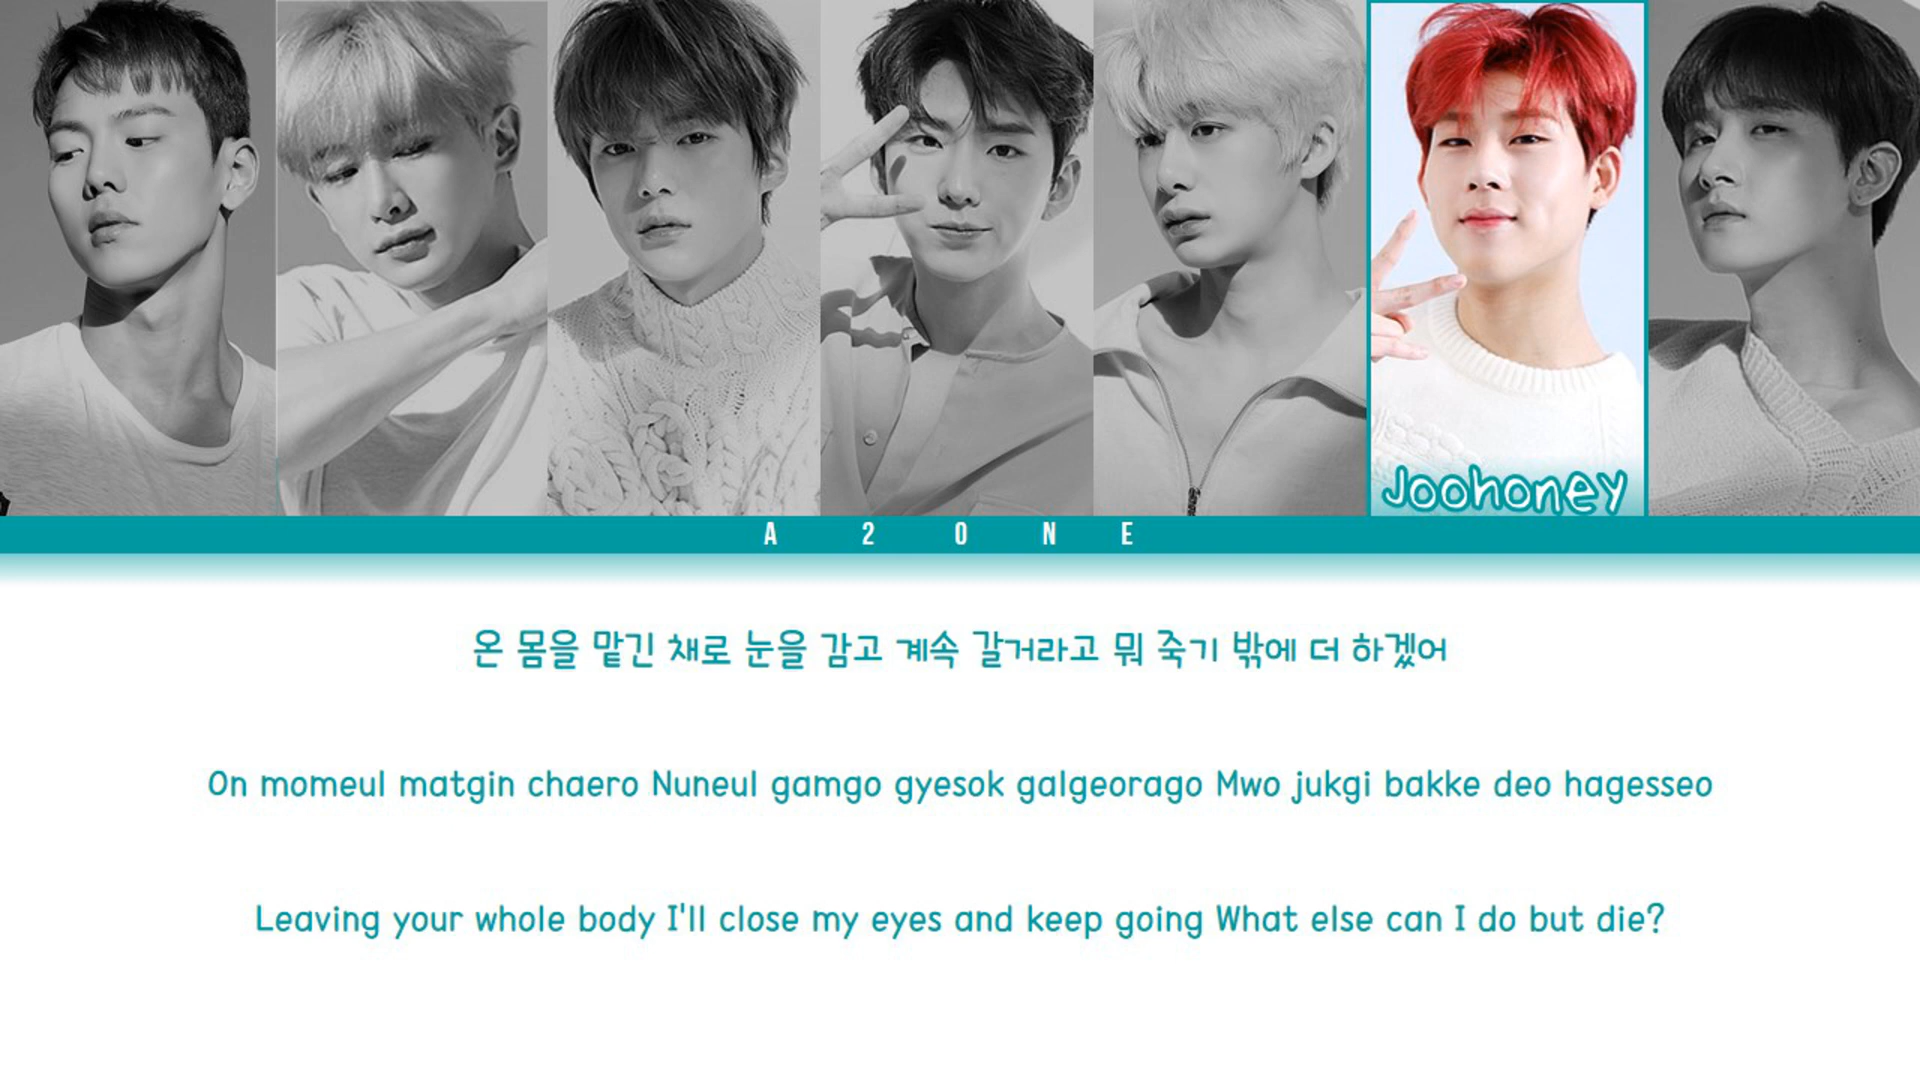 Joohoney
A 2 O N E
온 몸을 맡긴 채로 눈을 감고 계속 갈거라고 뭐 죽기 밖에 더 하겠어
On momeul matgin chaero Nuneul gamgo gyesok galgeorago Mwo jukgi bakke deo hagesseo
Leaving your whole body I'll close my eyes and keep going What else can I do but die?